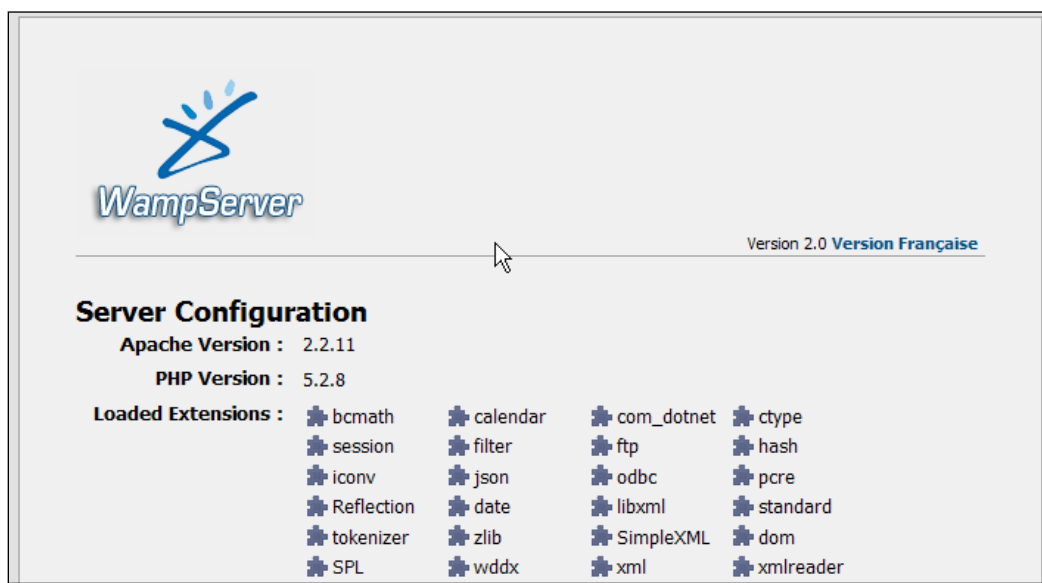 WampServer
Version 2.0 Version Française
Server Configuration
Apache Version : 2.2.11
PHP Version : 5.2.8
Loaded Extensions : bcmath calendar com_dotnet ctype
session filter ftp hash
iconv json odbc pcre
Reflection date libxml standard
tokenizer zlib SimpleXML dom
SPL wddx xml xmlreader